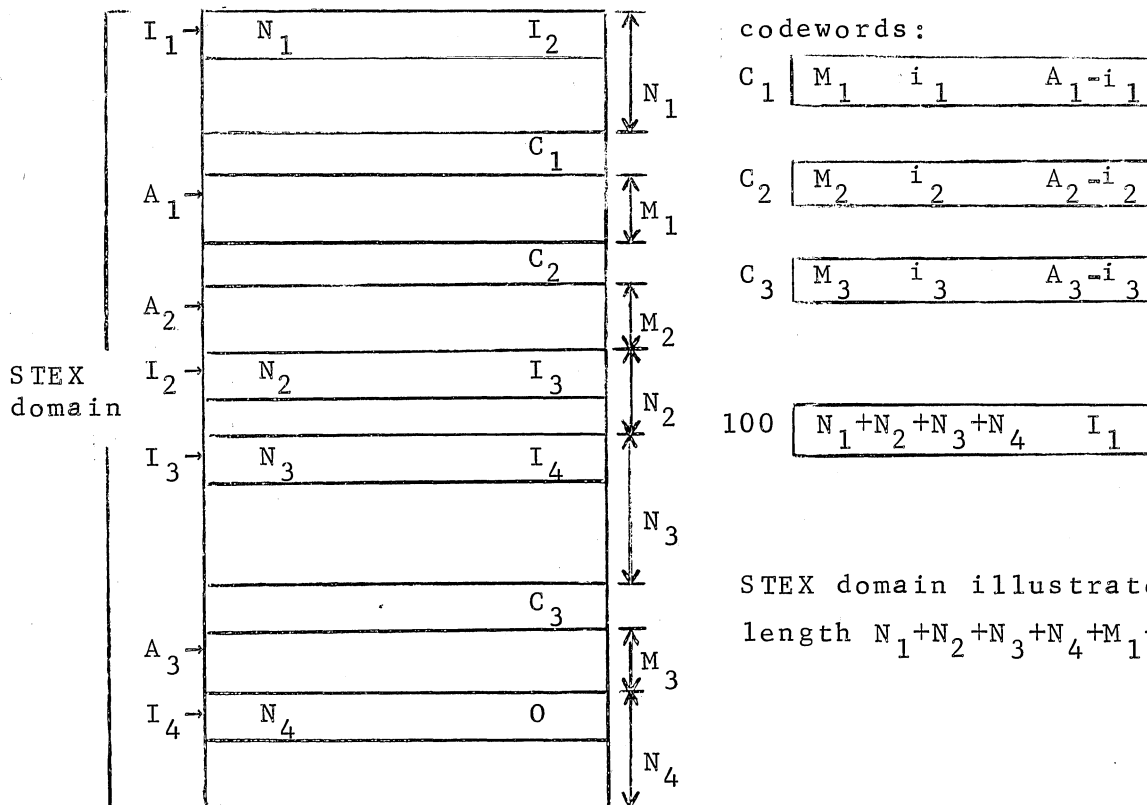 I₁→ N₁ I₂
N₁
C₁
A₁→ M₁
C₂
A₂→ M₂
STEX domain
I₂→ N₂ I₃
N₂
I₃→ N₃ I₄
N₃
C₃
A₃→ M₃
I₄→ N₄ 0
N₄
codewords:
C₁ M₁ i₁ A₁-i₁
C₂ M₂ i₂ A₂-i₂
C₃ M₃ i₃ A₃-i₃
100 N₁+N₂+N₃+N₄ I₁
STEX domain illustrat
length N₁+N₂+N₃+N₄+M₁